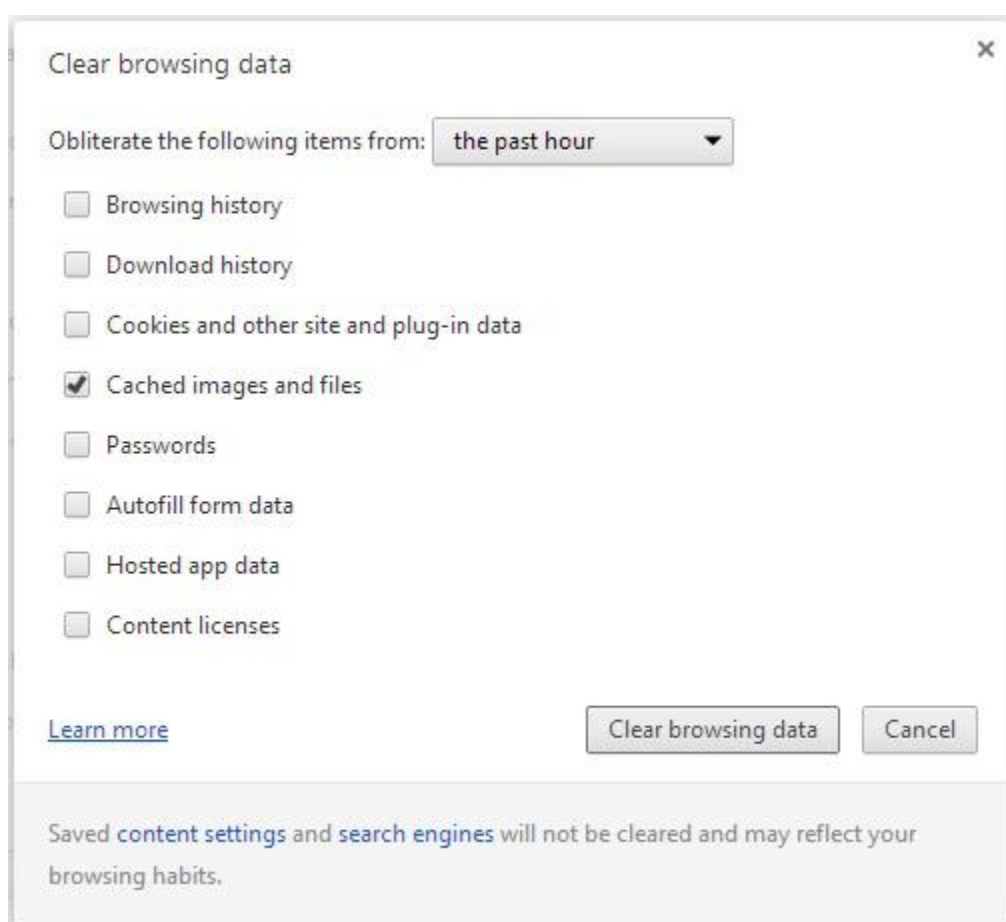 Clear browsing data
Obliterate the following items from: the past hour
Browsing history
Download history
Cookies and other site and plug-in data
Cached images and files
Passwords
Autofill form data
Hosted app data
Content licenses
Learn more Clear browsing data Cancel
Saved content settings and search engines will not be cleared and may reflect your
browsing habits.